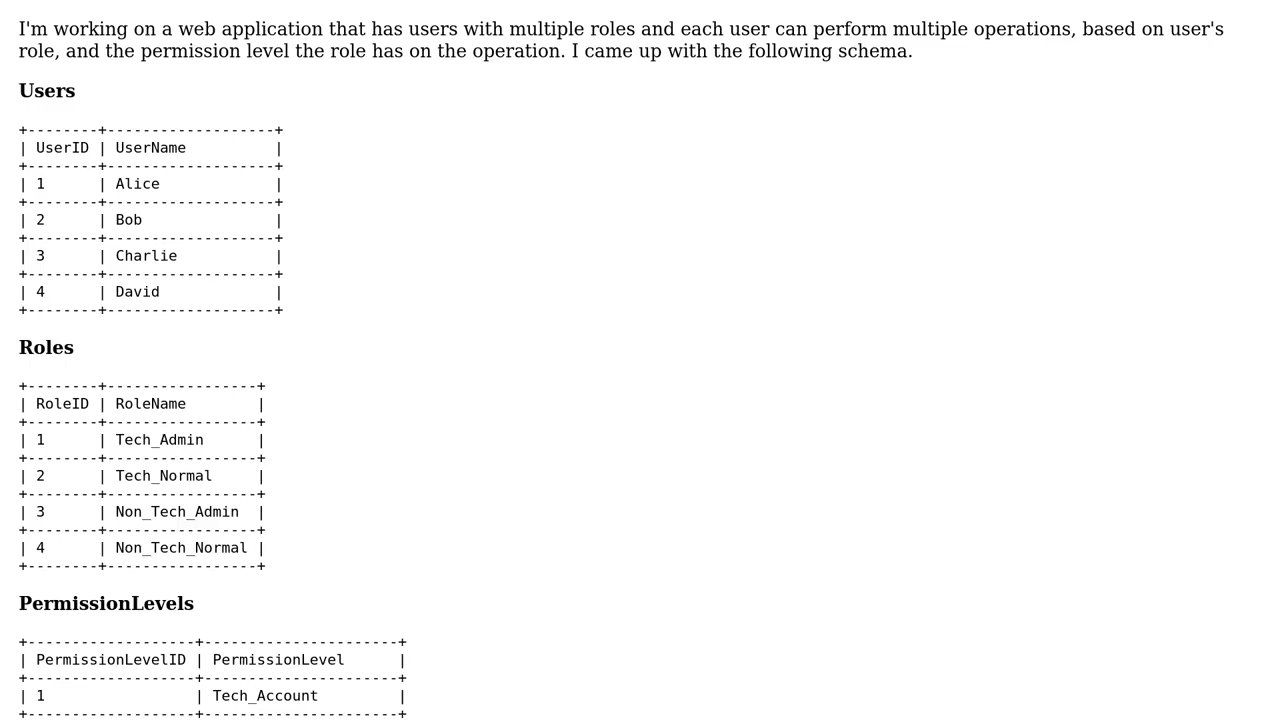 I'm working on a web application that has users with multiple roles and each user can perform multiple operations, based on user's
role, and the permission level the role has on the operation. I came up with the following schema.
Users
+--------+-------------------+
| UserID | UserName          |
+--------+-------------------+
| 1      | Alice             |
+--------+-------------------+
| 2      | Bob               |
+--------+-------------------+
| 3      | Charlie           |
+--------+-------------------+
| 4      | David             |
+--------+-------------------+
Roles
+--------+-----------------+
| RoleID | RoleName        |
+--------+-----------------+
| 1      | Tech_Admin      |
+--------+-----------------+
| 2      | Tech_Normal     |
+--------+-----------------+
| 3      | Non_Tech_Admin  |
+--------+-----------------+
| 4      | Non_Tech_Normal |
+--------+-----------------+
PermissionLevels
+-------------------+----------------------+
| PermissionLevelID | PermissionLevel      |
+-------------------+----------------------+
| 1                 | Tech_Account         |
+-------------------+----------------------+